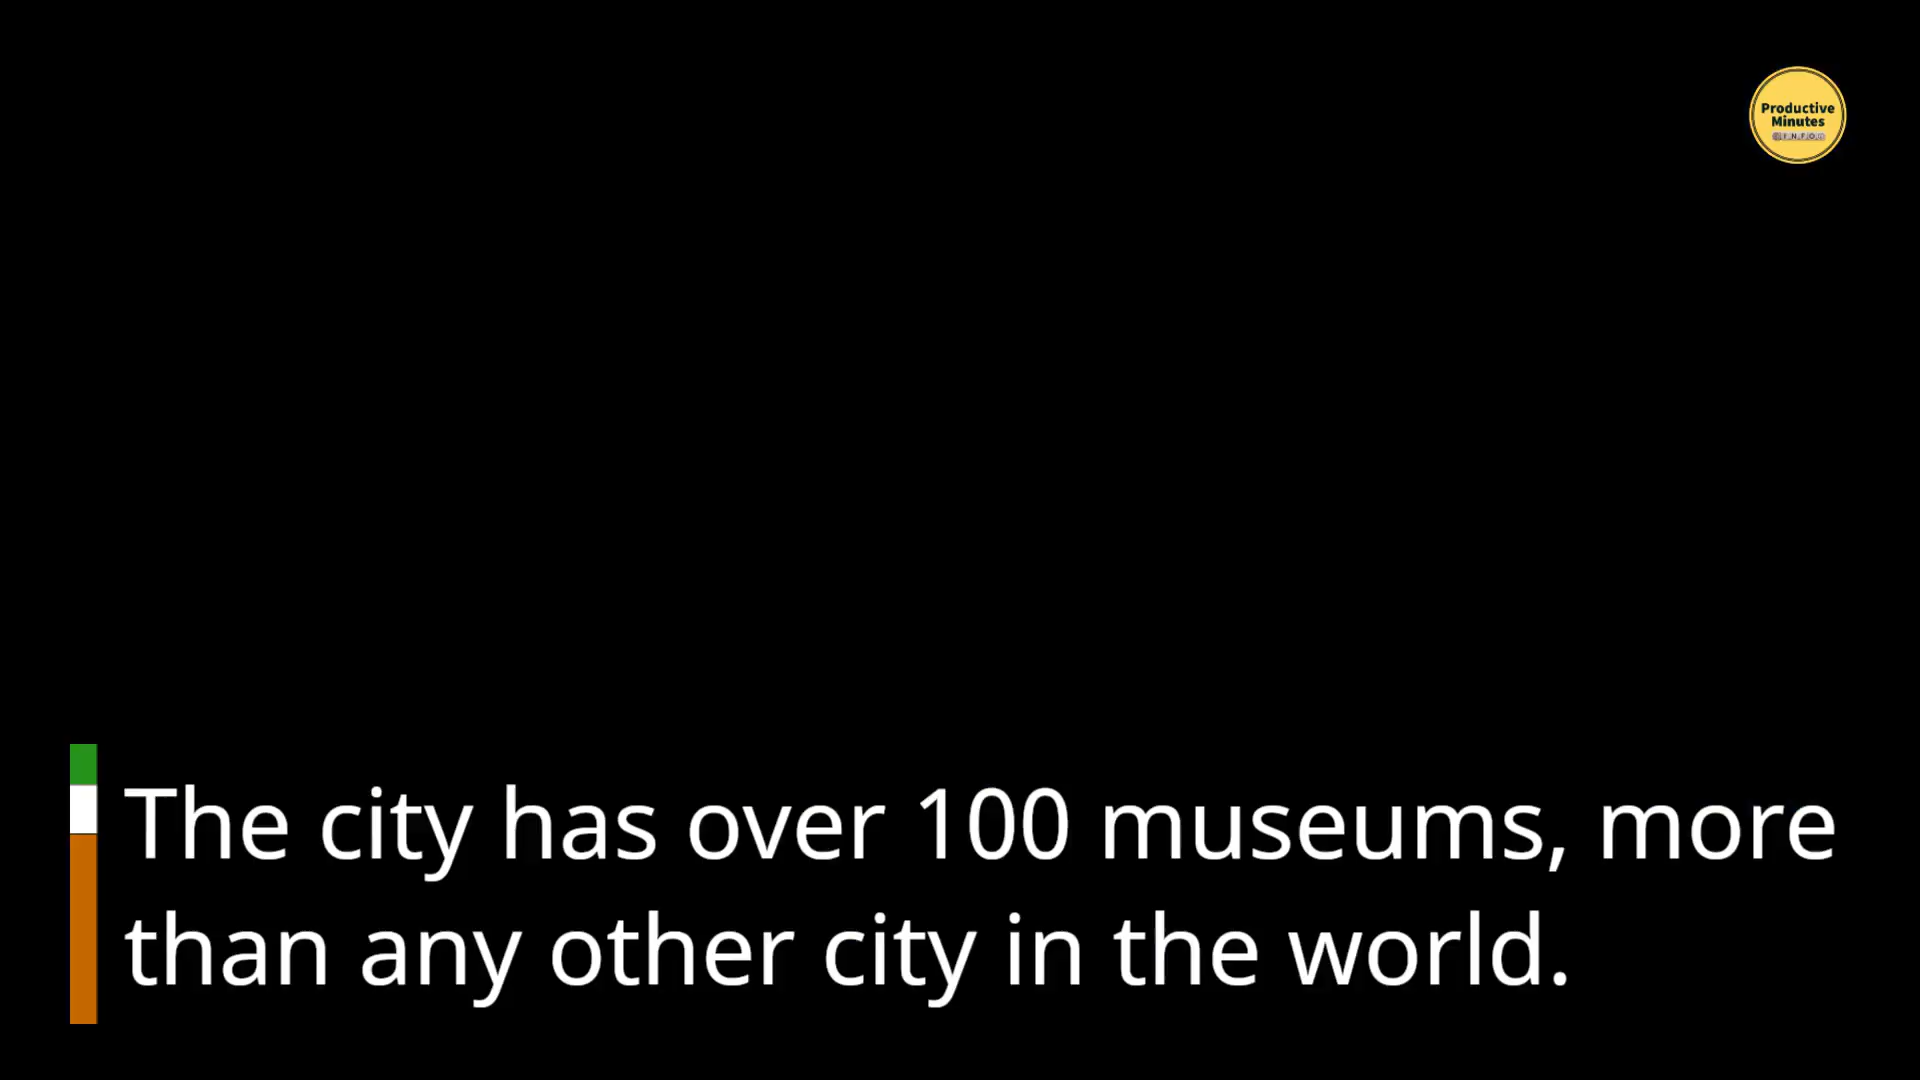 Productive
Minutes
The city has over 100 museums, more
than any other city in the world.